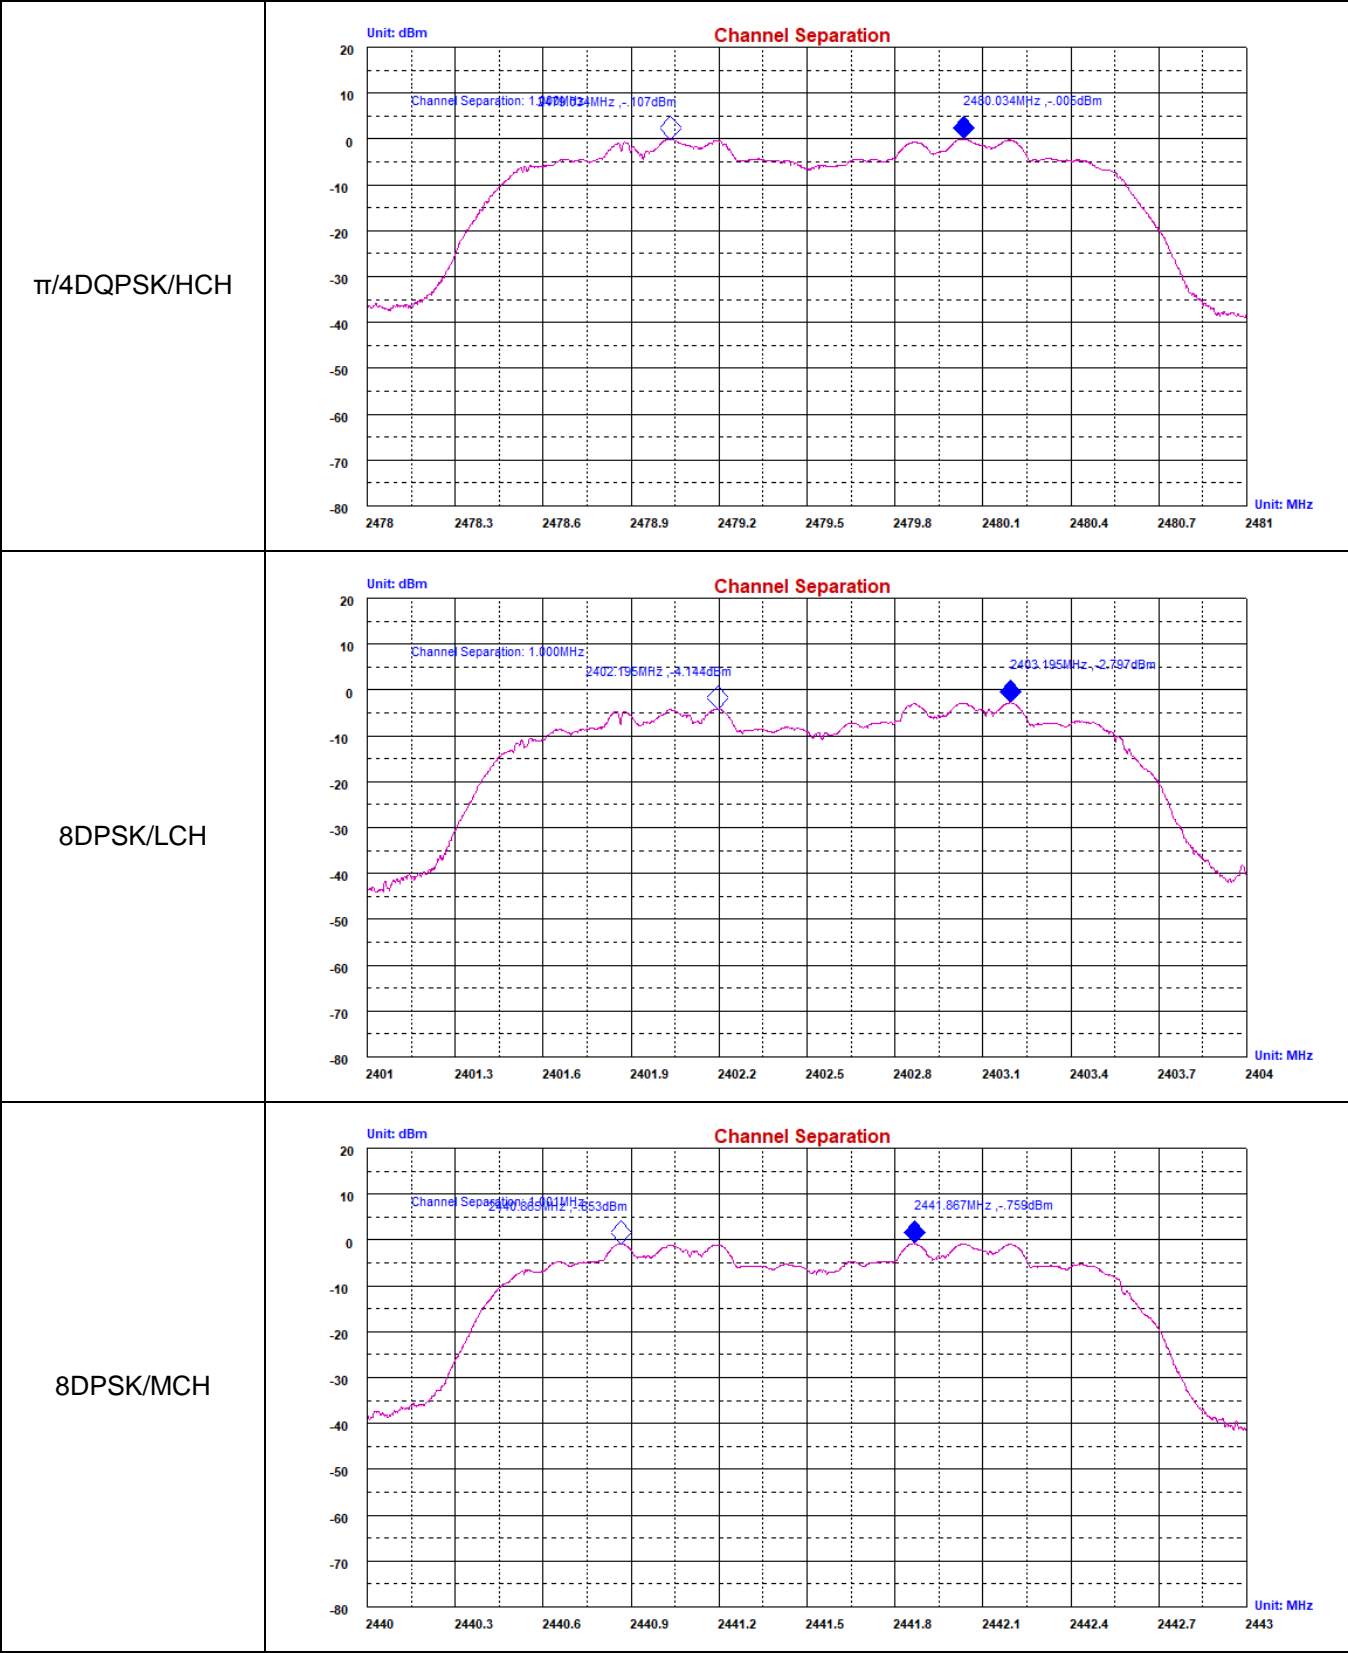 π/4DQPSK/HCH
Unit: dBm
Channel Separation
20
10
Channel Separation:
2480.034MHz ,-.005dBm
0
-10
-20
-30
-40
-50
-60
-70
-80
Unit: MHz
2478 2478.3 2478.6 2478.9 2479.2 2479.5 2479.8 2480.1 2480.4 2480.7 2481
8DPSK/LCH
Unit: dBm
Channel Separation
20
10
Channel Separation: 1.000MHz
2402.195MHz ,-4.144dBm
2403.195MHz ,-2.797dBm
0
-10
-20
-30
-40
-50
-60
-70
-80
Unit: MHz
2401 2401.3 2401.6 2401.9 2402.2 2402.5 2402.8 2403.1 2403.4 2403.7 2404
8DPSK/MCH
Unit: dBm
Channel Separation
20
10
Channel Separation: 1.001MHz
2441.867MHz ,-.759dBm
0
-10
-20
-30
-40
-50
-60
-70
-80
Unit: MHz
2440 2440.3 2440.6 2440.9 2441.2 2441.5 2441.8 2442.1 2442.4 2442.7 2443